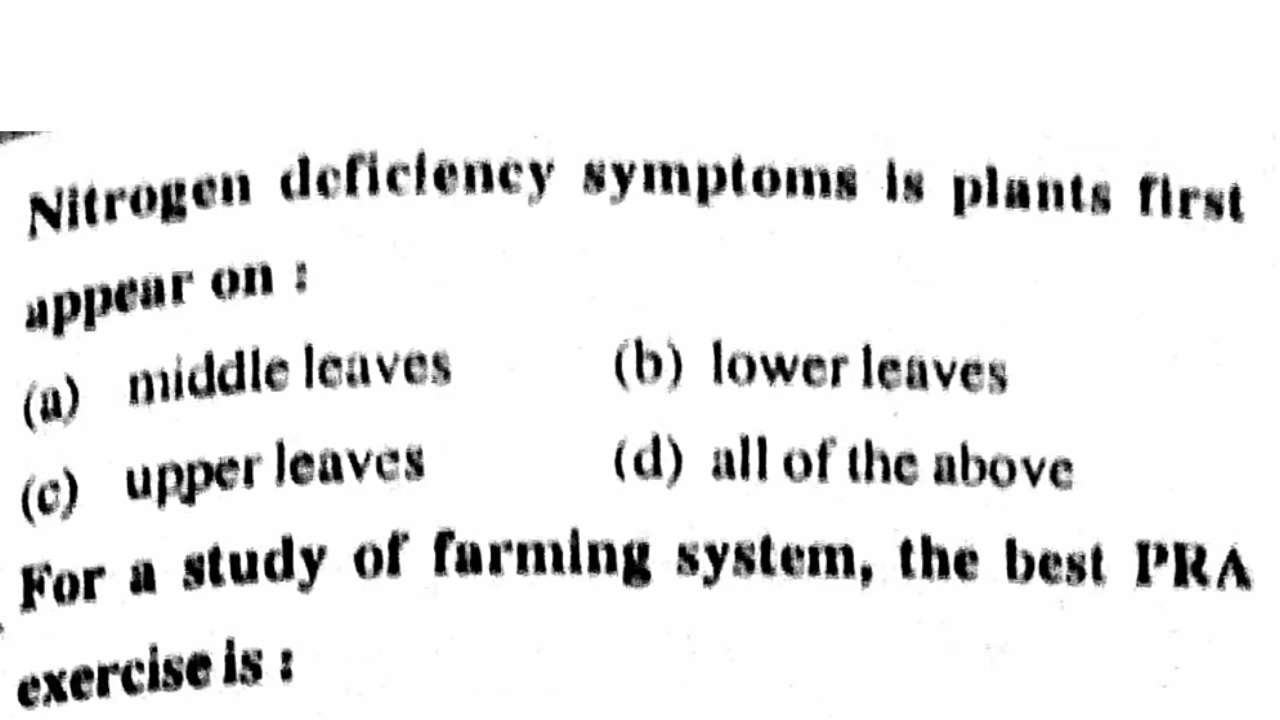 Nitrogen deficiency symptoms is plants first
appear on :
(a) middle leaves (b) lower leaves
(c) upper leaves (d) all of the above
For a study of farming system, the best PRA
exercise is :